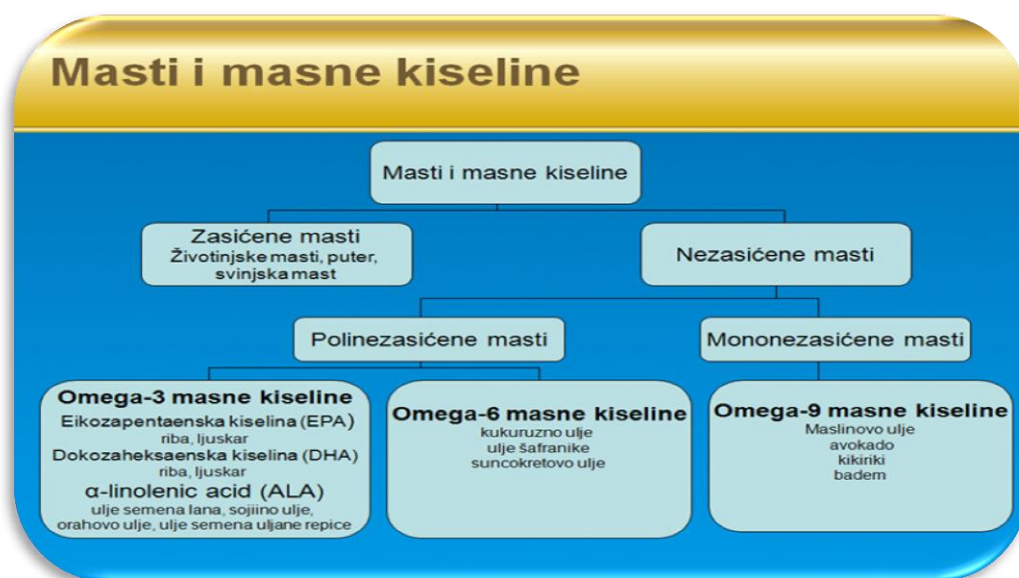 Masti i masne kiseline
Masti i masne kiseline
Zasićene masti
Životinjske masti, puter,
svinjska mast
Nezasićene masti
Polinezasićene masti
Mononezasićene masti
Omega-3 masne kiseline
Eikozapentaenska kiselina (EPA)
riba, ljuskar
Dokozaheksaenska kiselina (DHA)
riba, ljuskar
α-linolenic acid (ALA)
ulje semena lana, sojiino ulje,
orahovo ulje, ulje semena uljane repice
Omega-6 masne kiseline
kukuruzno ulje
ulje šafranike
suncokretovo ulje
Omega-9 masne kiseline
Maslinovo ulje
avokado
kikiriki
badem